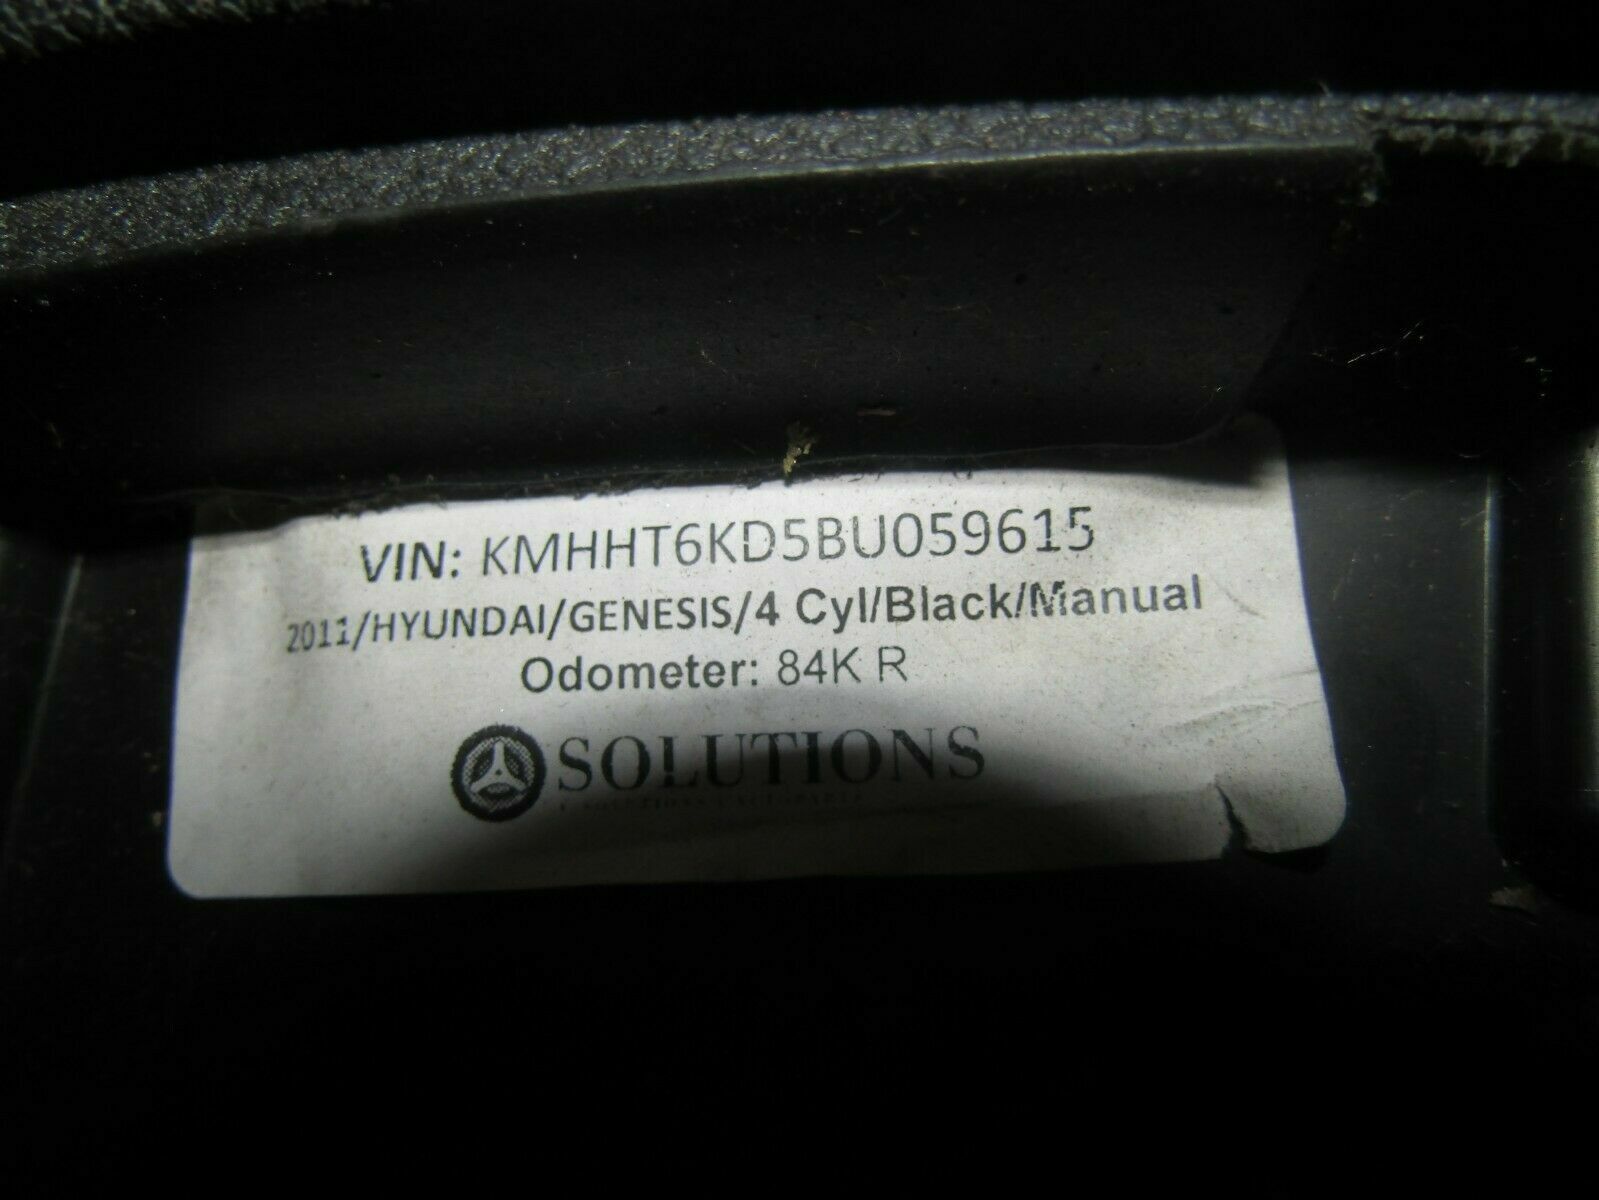 VIN: KMHHT6KD5BU059615
2011/HYUNDAI/GENESIS/4 Cyl/Black/Manual
Odometer: 84K R
SOLUTIONS